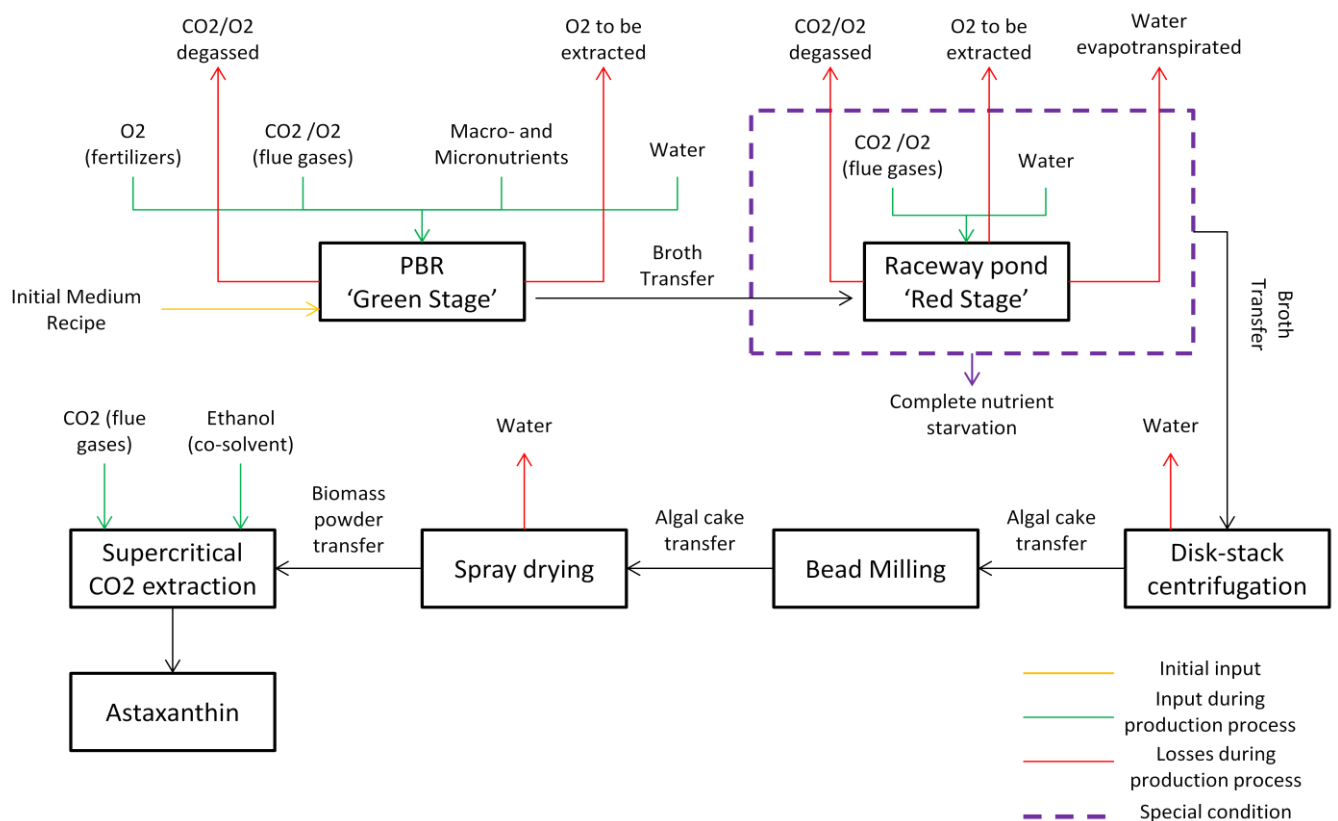 CO2/O2
degassed
O2 to be
extracted
CO2/O2
degassed
O2 to be
extracted
Water
evapotranspirated
O2
(fertilizers)
CO2 /O2
(flue gases)
Macro- and
Micronutrients
Water
CO2 /O2
(flue gases)
Water
PBR
‘Green Stage’
Broth
Transfer
Raceway pond
‘Red Stage’
Initial Medium
Recipe
Broth
Transfer
Complete nutrient
starvation
CO2 (flue
gases)
Ethanol
(co-solvent)
Water
Water
Biomass
powder
transfer
Algal cake
transfer
Algal cake
transfer
Supercritical
CO2 extraction
Spray drying
Bead Milling
Disk-stack
centrifugation
Astaxanthin
Initial input
Input during
production process
Losses during
production process
Special condition